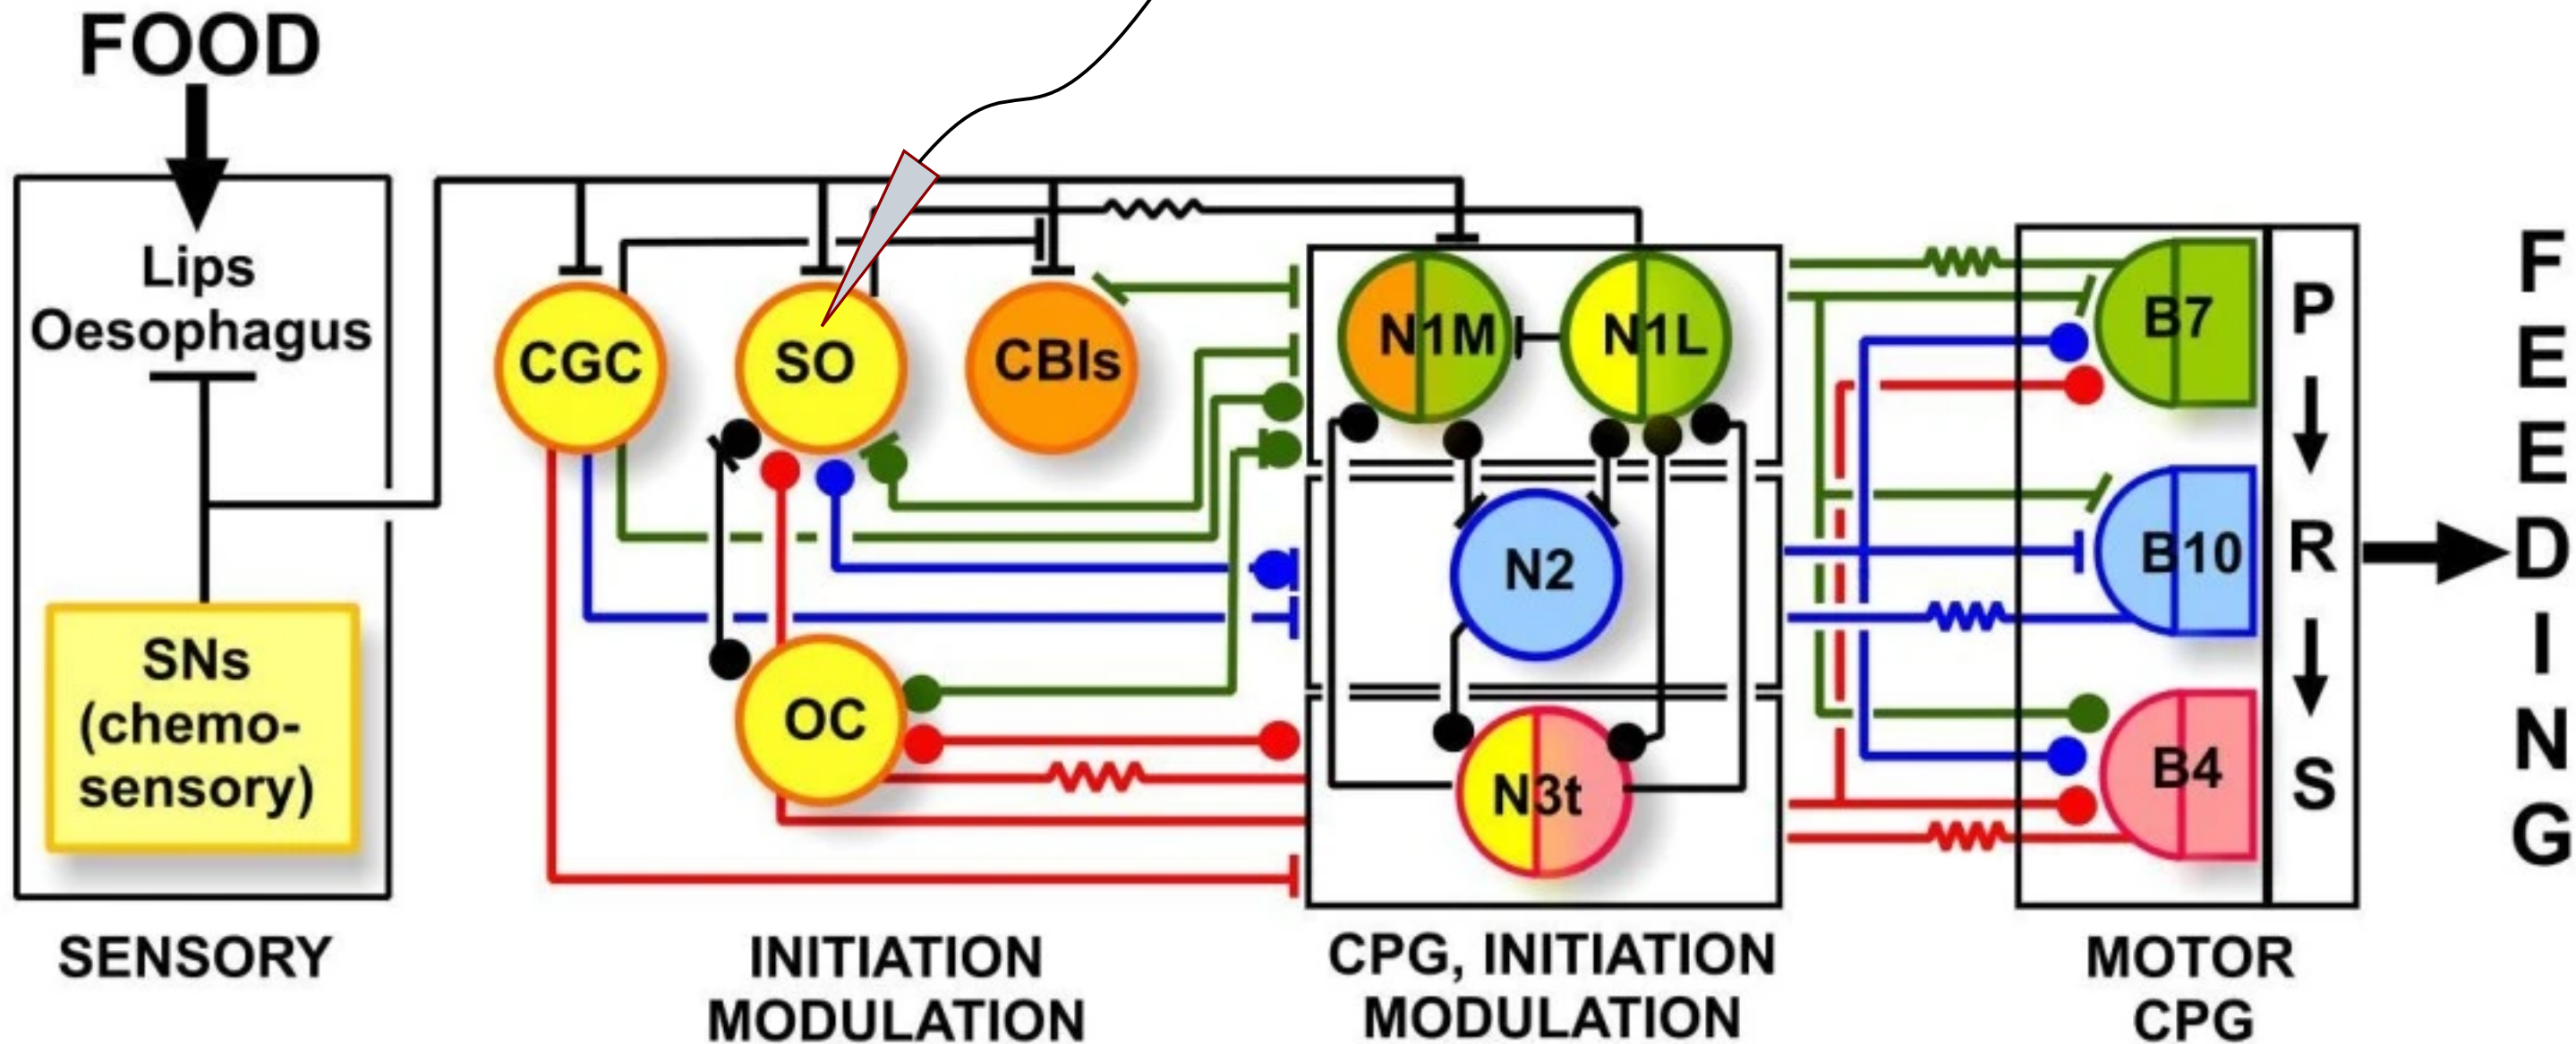 FOOD
Lips
Oesophagus
SNs
(chemo-
sensory)
SENSORY
CGC
SO
CBIs
OC
INITIATION
MODULATION
N1M
N1L
N2
N3t
CPG, INITIATION
MODULATION
B7
B10
B4
P
R
S
MOTOR
CPG
F
E
E
D
I
N
G